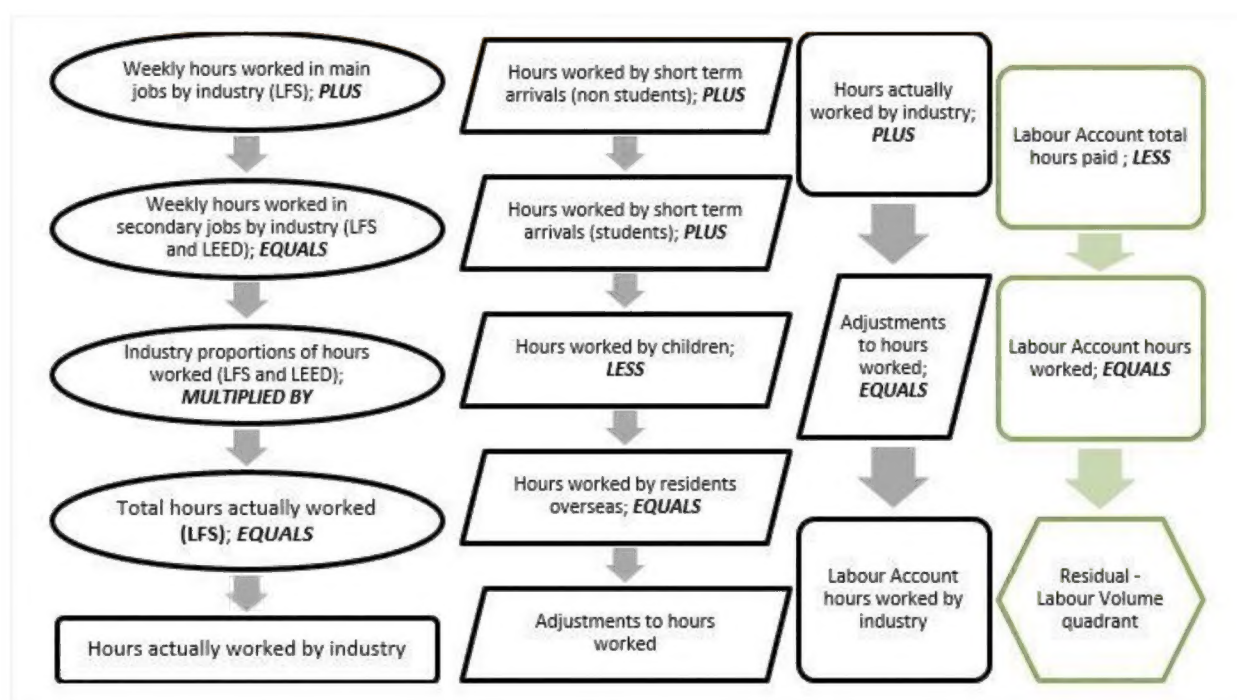 Weekly hours worked in main
jobs by industry (LFS); PLUS
Weekly hours worked in
secondary jobs by industry (LFS
and LEED); EQUALS
Industry proportions of hours
worked (LFS and LEED);
MULTIPLIED BY
Total hours actually worked
(LFS); EQUALS
Hours actually worked by industry
Hours worked by short term
arrivals (non students); PLUS
Hours worked by short term
arrivals (students); PLUS
Hours worked by children;
LESS
Hours worked by residents
overseas; EQUALS
Adjustments to hours
worked
Hours actually
worked by industry;
PLUS
Adjustments
to hours
worked;
EQUALS
Labour Account
hours worked by
industry
Labour Account total
hours paid ; LESS
Labour Account hours
worked; EQUALS
Residual -
Labour Volume
quadrant